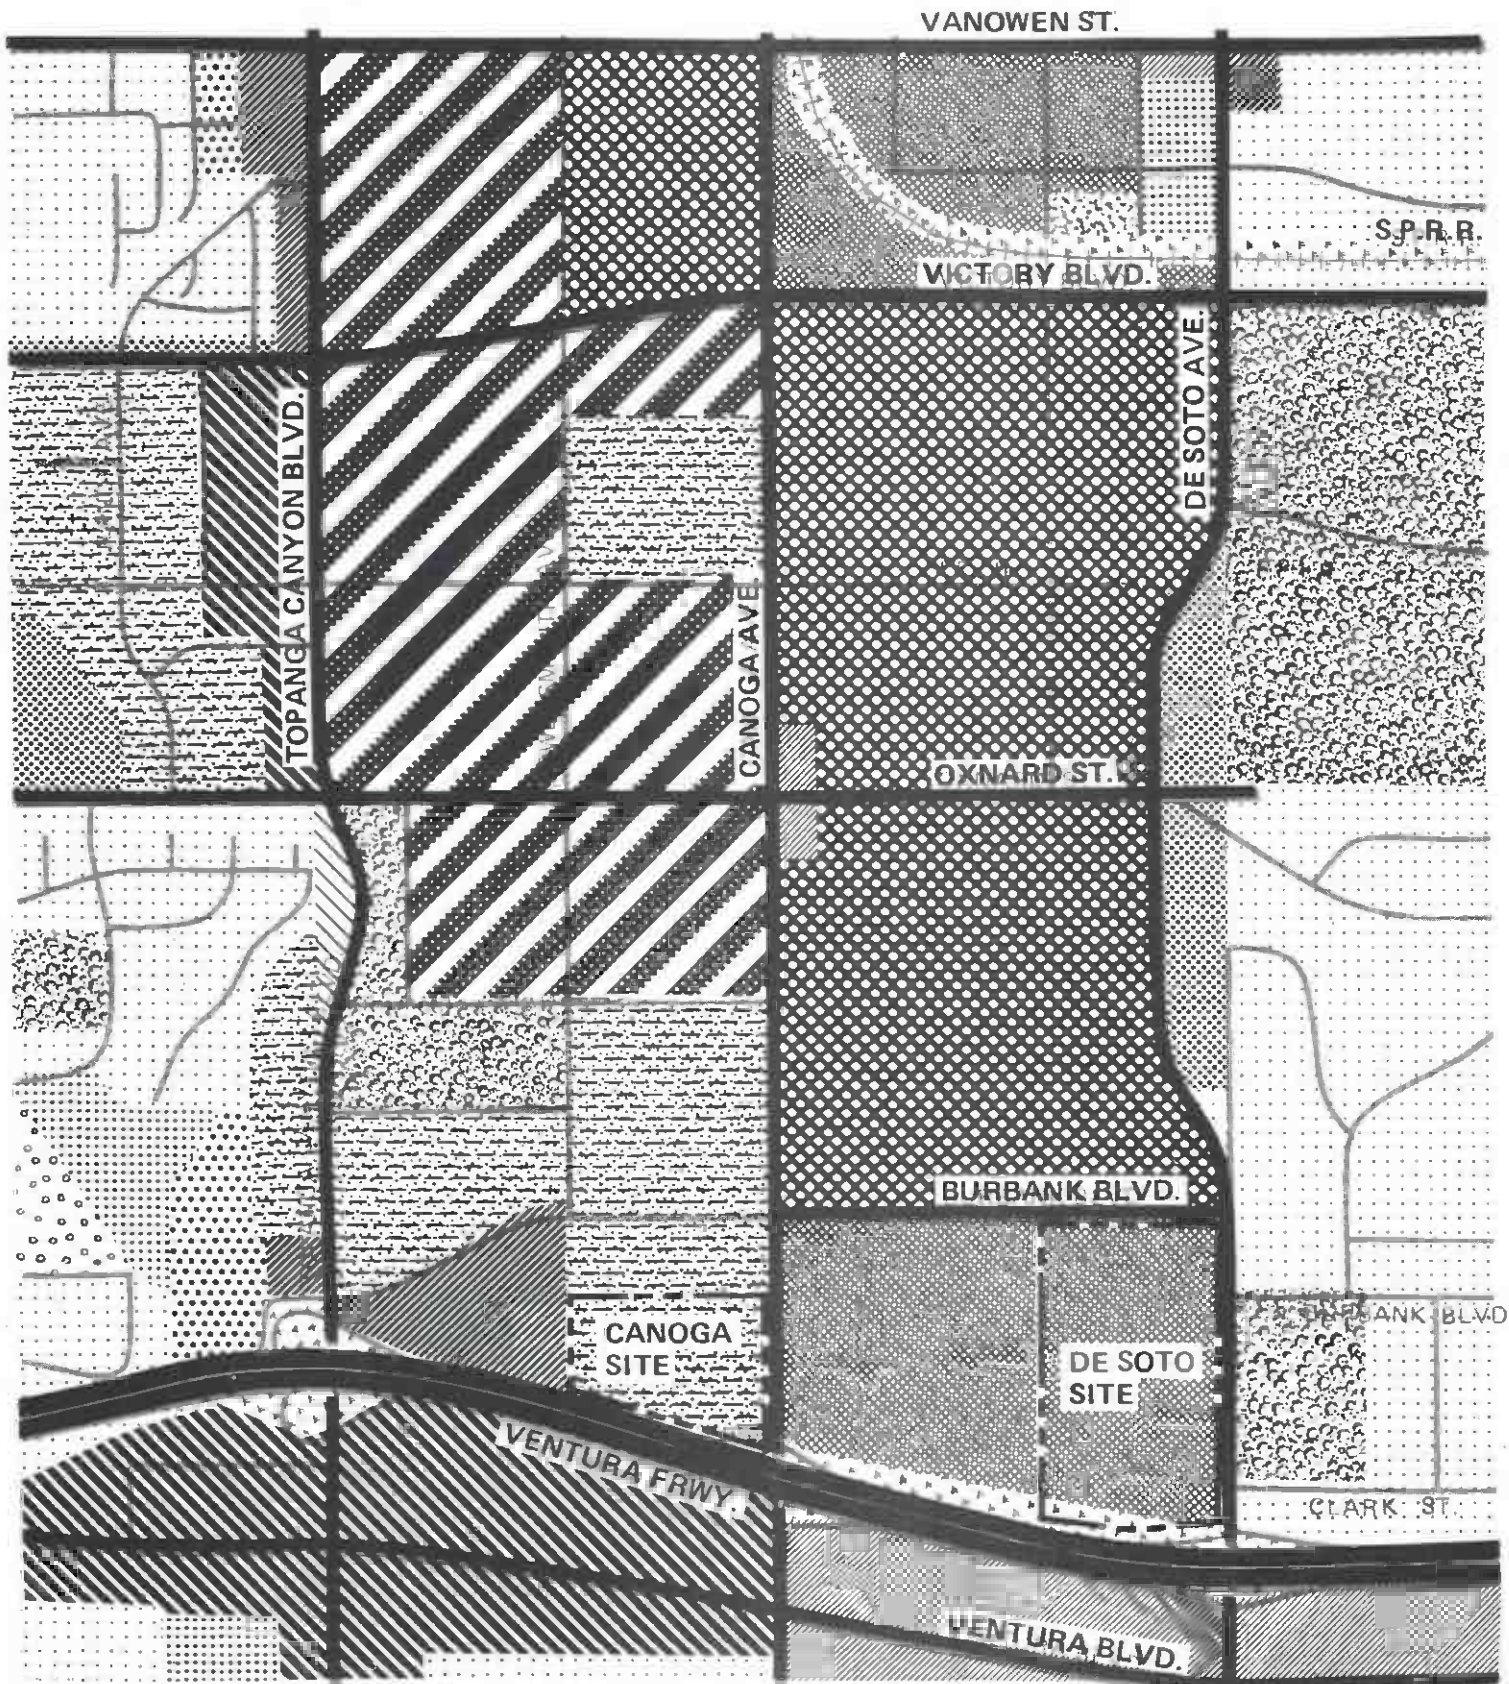 VANOWEN ST.
S.P.R.R.
VICTORY BLVD.
DE SOTO AVE.
TOPANGA CANYON BLVD.
CANOGA AVE
OXNARD ST.
BURBANK BLVD.
BANK BLVD
CANOGA
SITE
DE SOTO
SITE
VENTURA FRWY.
CLARK ST.
VENTURA BLVD.